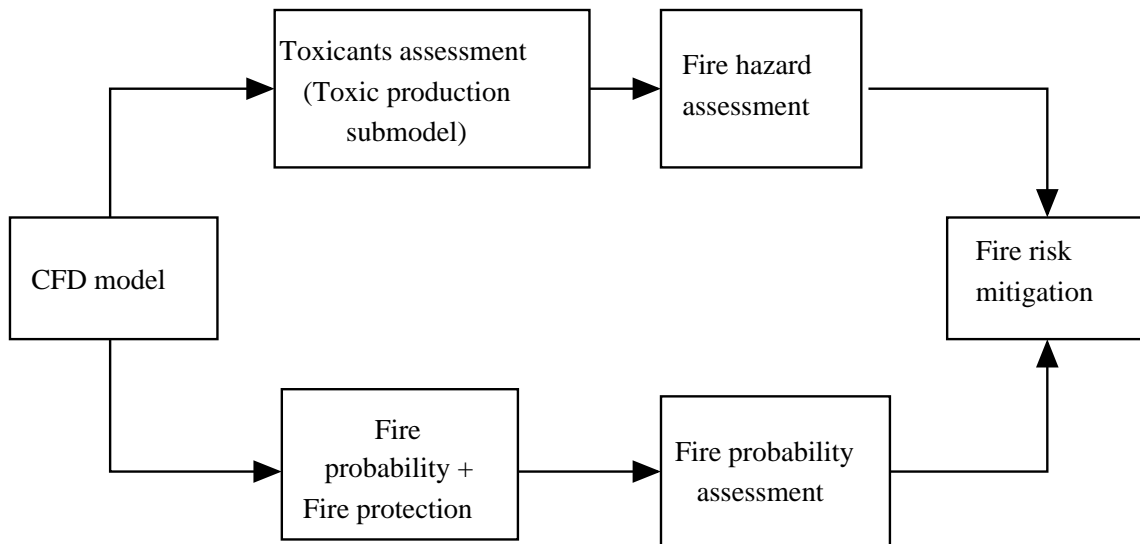 Toxicants assessment
(Toxic production
submodel)
Fire hazard
assessment
CFD model
Fire risk
mitigation
Fire
probability +
Fire protection
Fire probability
assessment